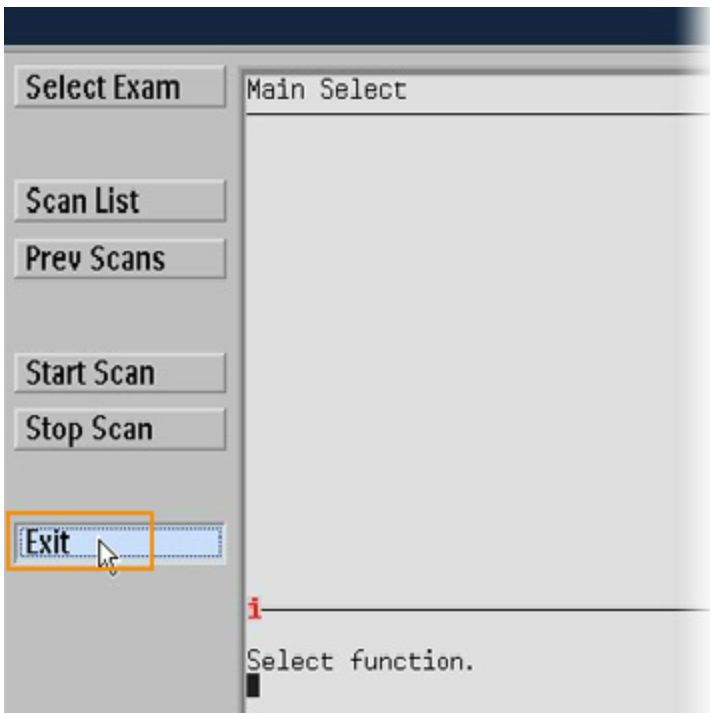 Select Exam
Scan List
Prev Scans
Start Scan
Stop Scan
Exit
Main Select
i
Select function.